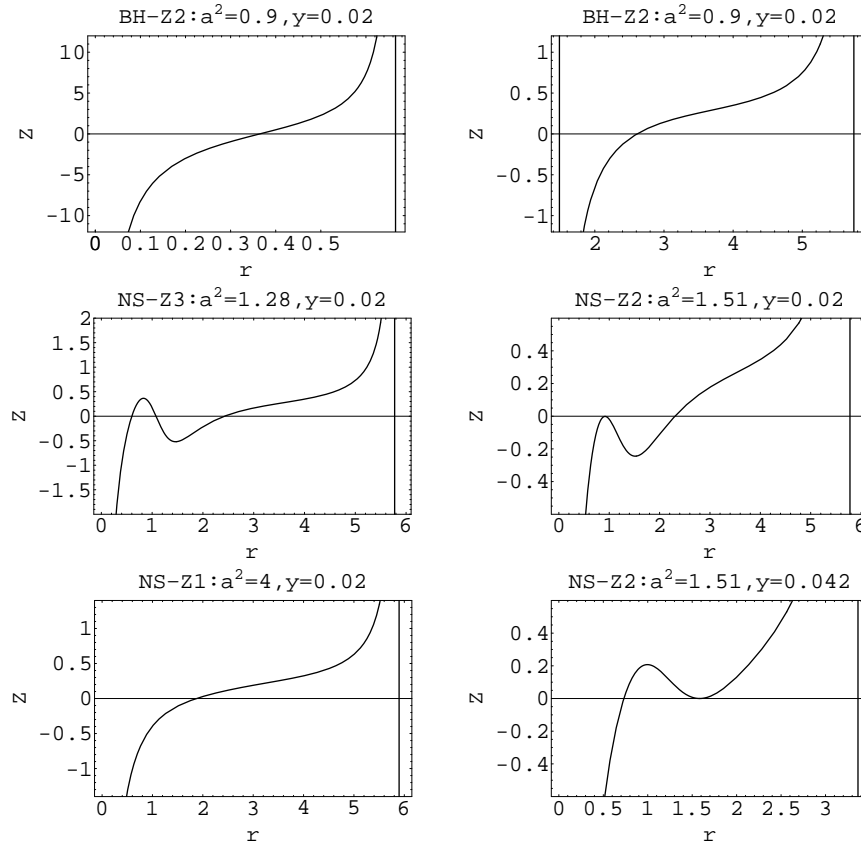 BH-Z2:a²=0.9,y=0.02
10
5
0
-5
-10
Z
0 0.1 0.2 0.3 0.4 0.5
r
BH-Z2:a²=0.9,y=0.02
1
0.5
0
-0.5
-1
Z
2 3 4 5
r
NS-Z3:a²=1.28,y=0.02
2
1.5
1
0.5
0
-0.5
-1
-1.5
Z
0 1 2 3 4 5 6
r
NS-Z2:a²=1.51,y=0.02
0.4
0.2
0
-0.2
-0.4
Z
0 1 2 3 4 5 6
r
NS-Z1:a²=4,y=0.02
1
0.5
0
-0.5
-1
Z
0 1 2 3 4 5 6
r
NS-Z2:a²=1.51,y=0.042
0.4
0.2
0
-0.2
-0.4
Z
0 0.5 1 1.5 2 2.5 3
r